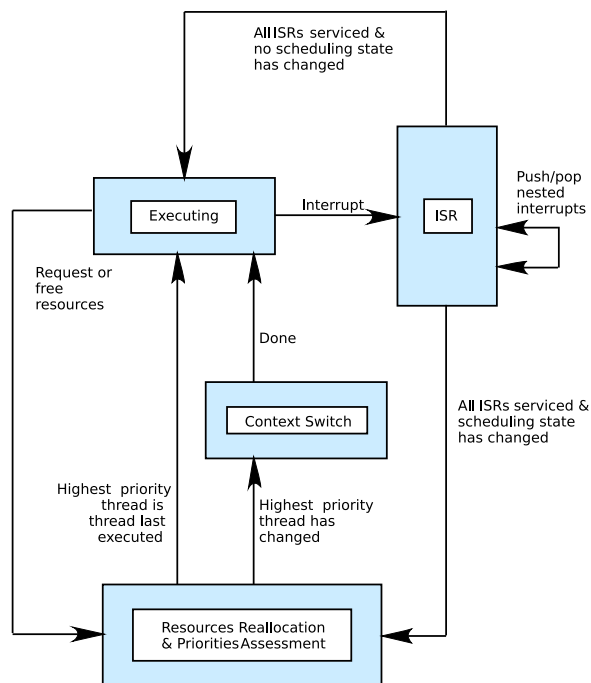 All ISRs serviced &
no scheduling state
has changed
Push/pop
nested
interrupts
Executing
Interrupt
ISR
Request or
free
resources
Done
Context Switch
All ISRs serviced &
scheduling state
has changed
Highest priority
thread is
thread last
executed
Highest priority
thread has
changed
Resources Reallocation
& Priorities Assessment